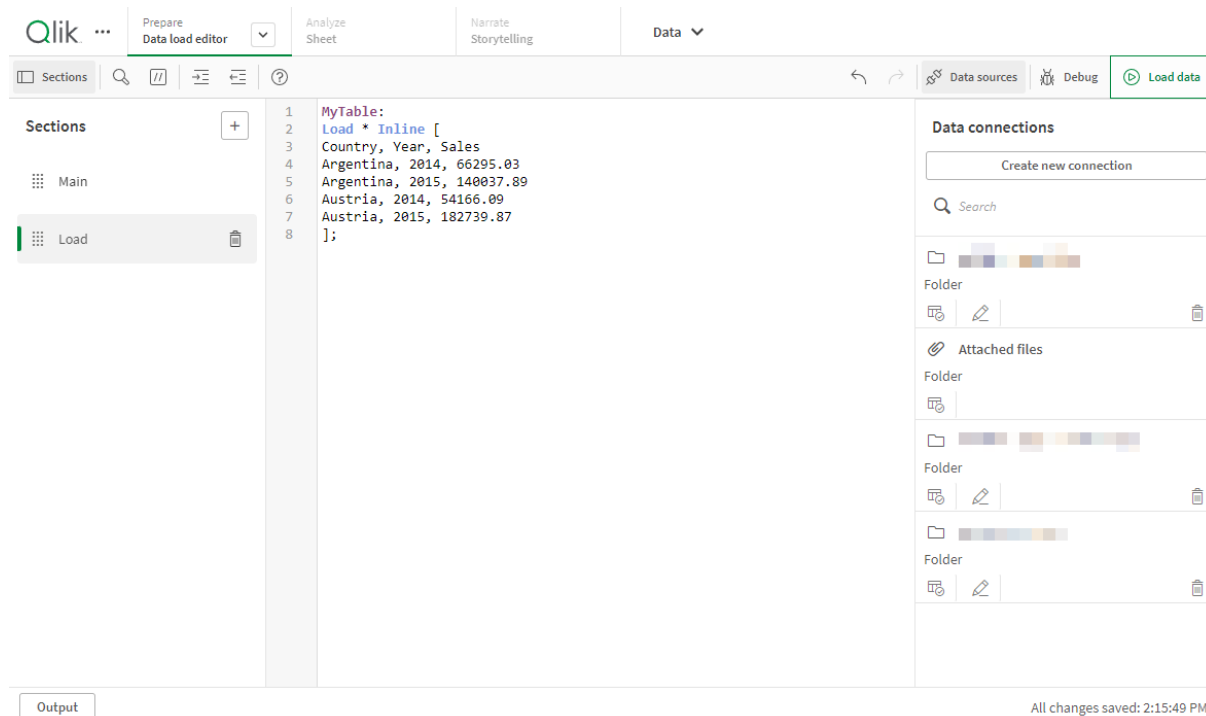 Qlik ...
Prepare
Data load editor
Analyze
Sheet
Narrate
Storytelling
Data
Sections
//
?
Data sources
Debug
Load data
Sections
+
Main
Load
1 MyTable:
2 Load * Inline [
3 Country, Year, Sales
4 Argentina, 2014, 66295.03
5 Argentina, 2015, 140037.89
6 Austria, 2014, 54166.09
7 Austria, 2015, 182739.87
8 ];
Data connections
Create new connection
Search
Folder
Attached files
Folder
Folder
Folder
Output
All changes saved: 2:15:49 PM